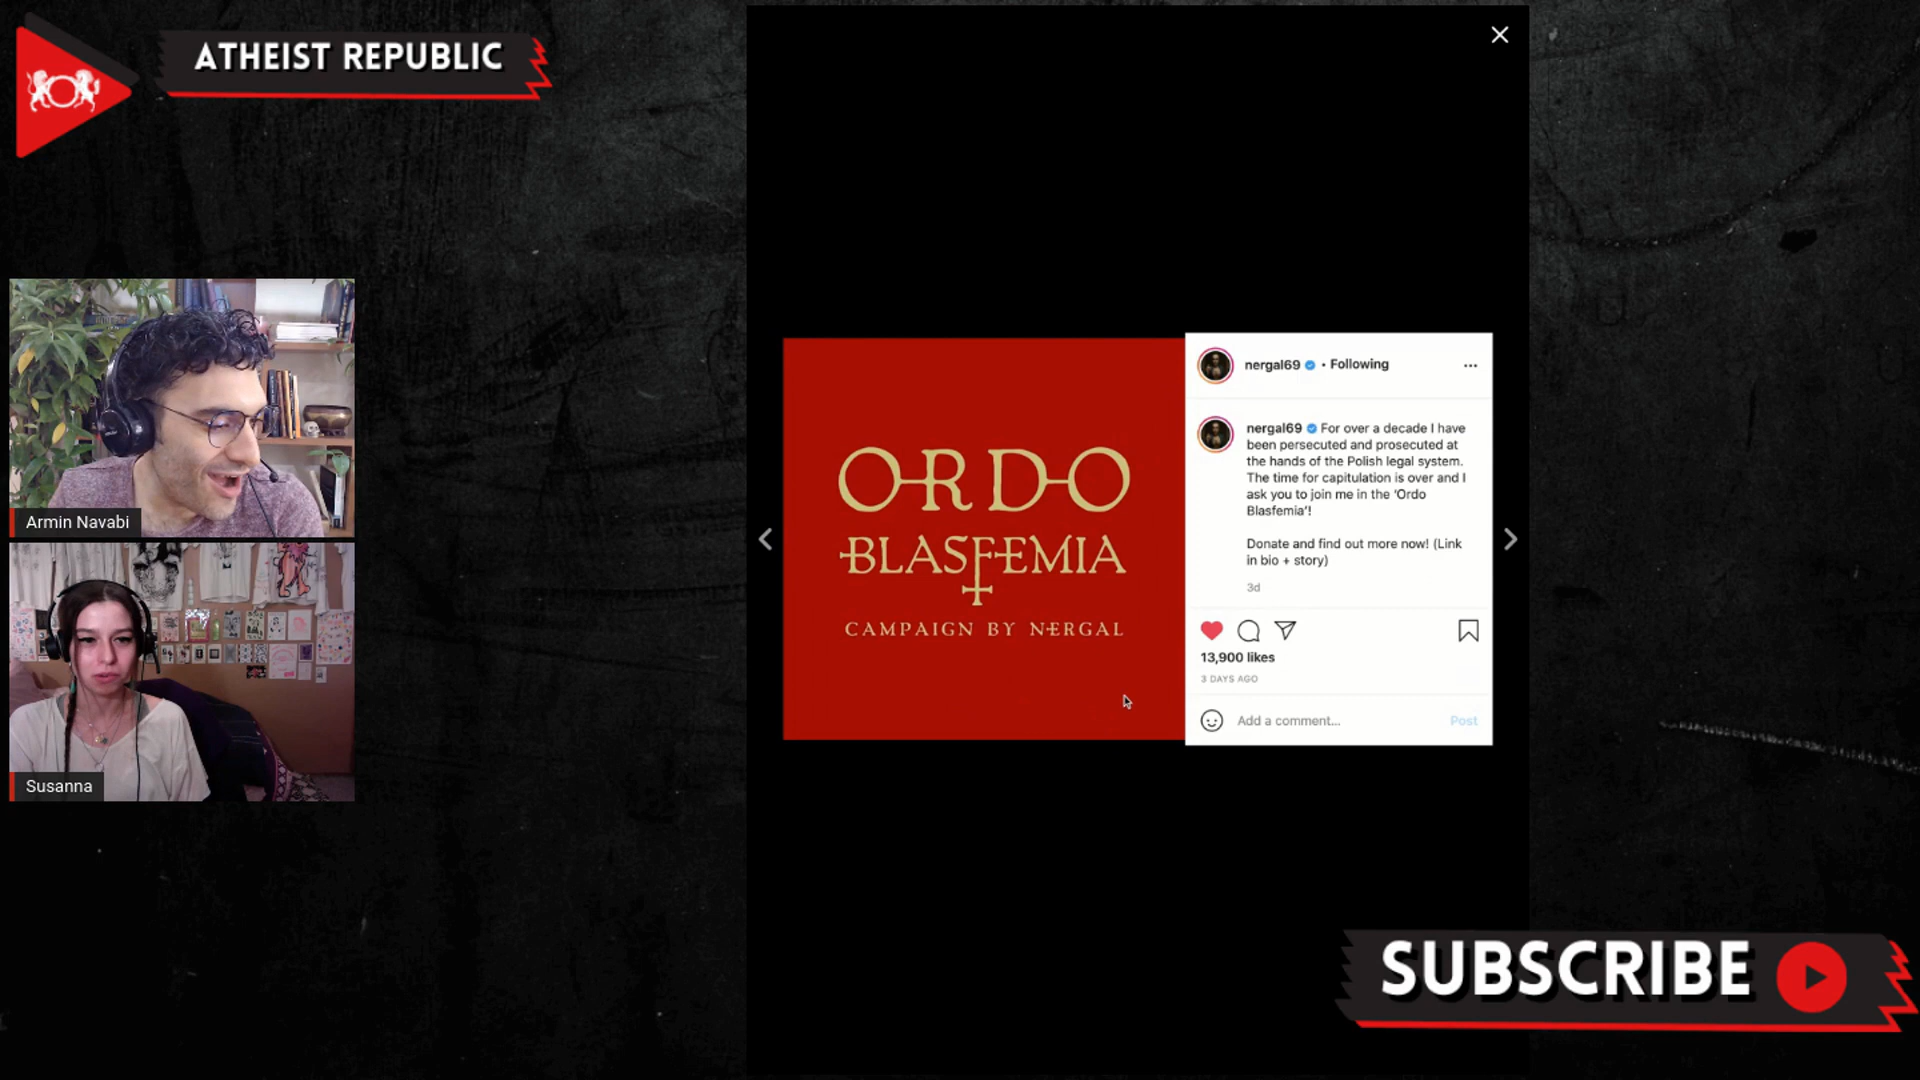 ATHEIST REPUBLIC
Armin Navabi
Susanna
ORDO
BLASFEMIA
CAMPAIGN BY NERGAL
nergal69 • Following
nergal69 For over a decade I have
been persecuted and prosecuted at
the hands of the Polish legal system.
The time for capitulation is over and I
ask you to join me in the ‘Ordo
Blasfemia’!
Donate and find out more now! (Link
in bio + story)
3d
13,900 likes
3 DAYS AGO
Add a comment...
Post
SUBSCRIBE